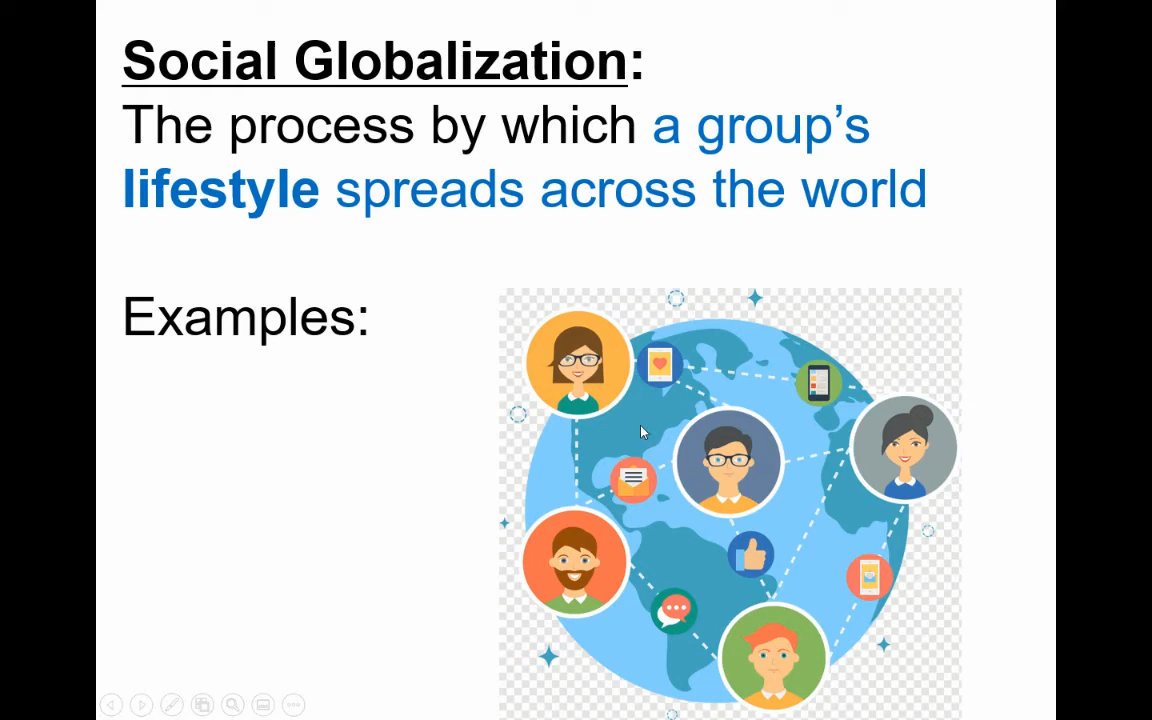 Social Globalization:
The process by which a group’s
lifestyle spreads across the world
Examples: